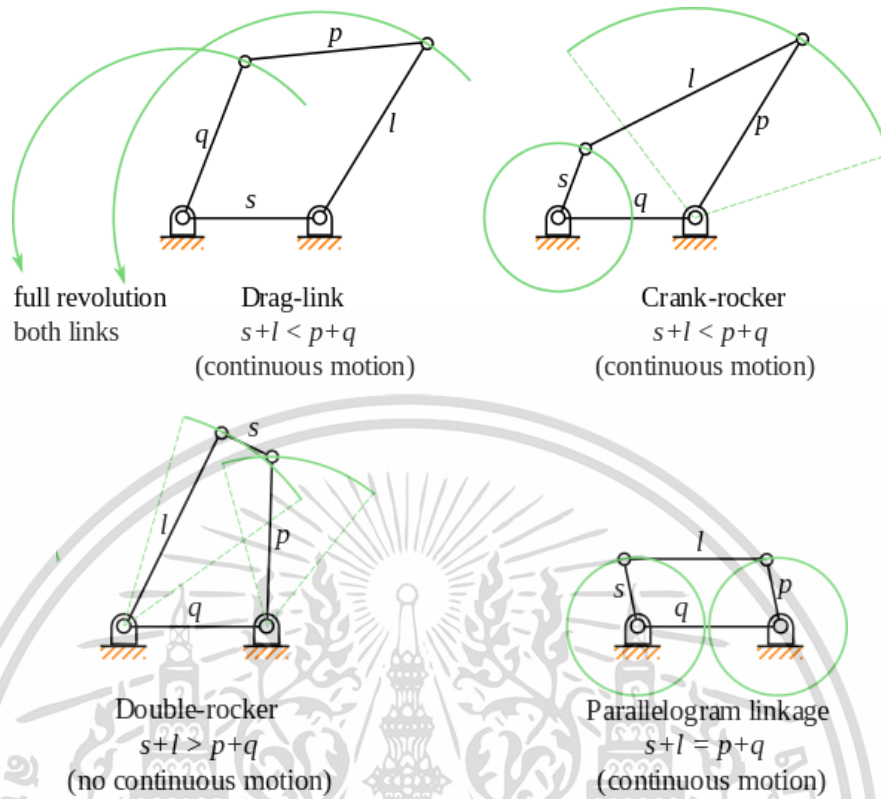 p
q
l
s
full revolution
both links
Drag-link
s+l < p+q
(continuous motion)
l
p
s
q
Crank-rocker
s+l < p+q
(continuous motion)
s
l
p
q
Double-rocker
s+l > p+q
(no continuous motion)
l
s
q
p
Parallelogram linkage
s+l = p+q
(continuous motion)